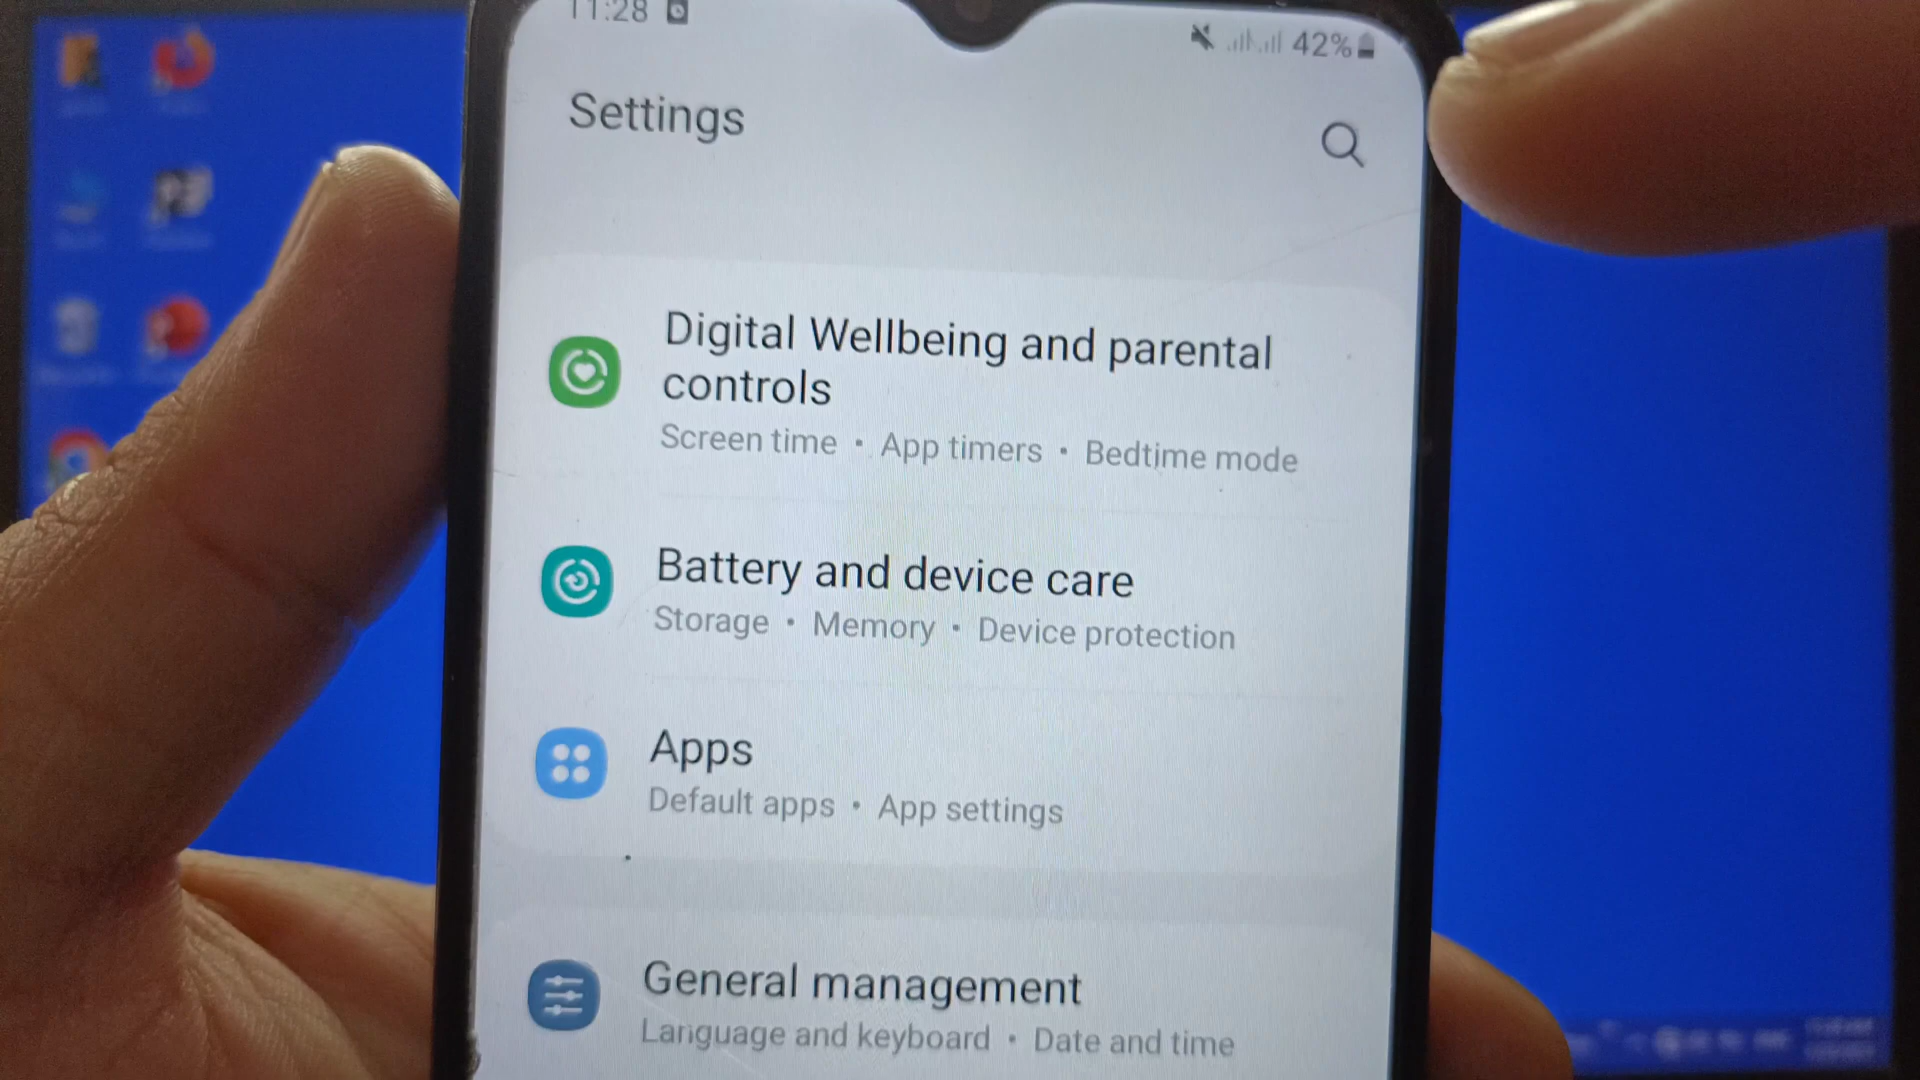 11:28
42%
Settings
Digital Wellbeing and parental
controls
Screen time • App timers • Bedtime mode
Battery and device care
Storage • Memory • Device protection
Apps
Default apps • App settings
General management
Language and keyboard • Date and time